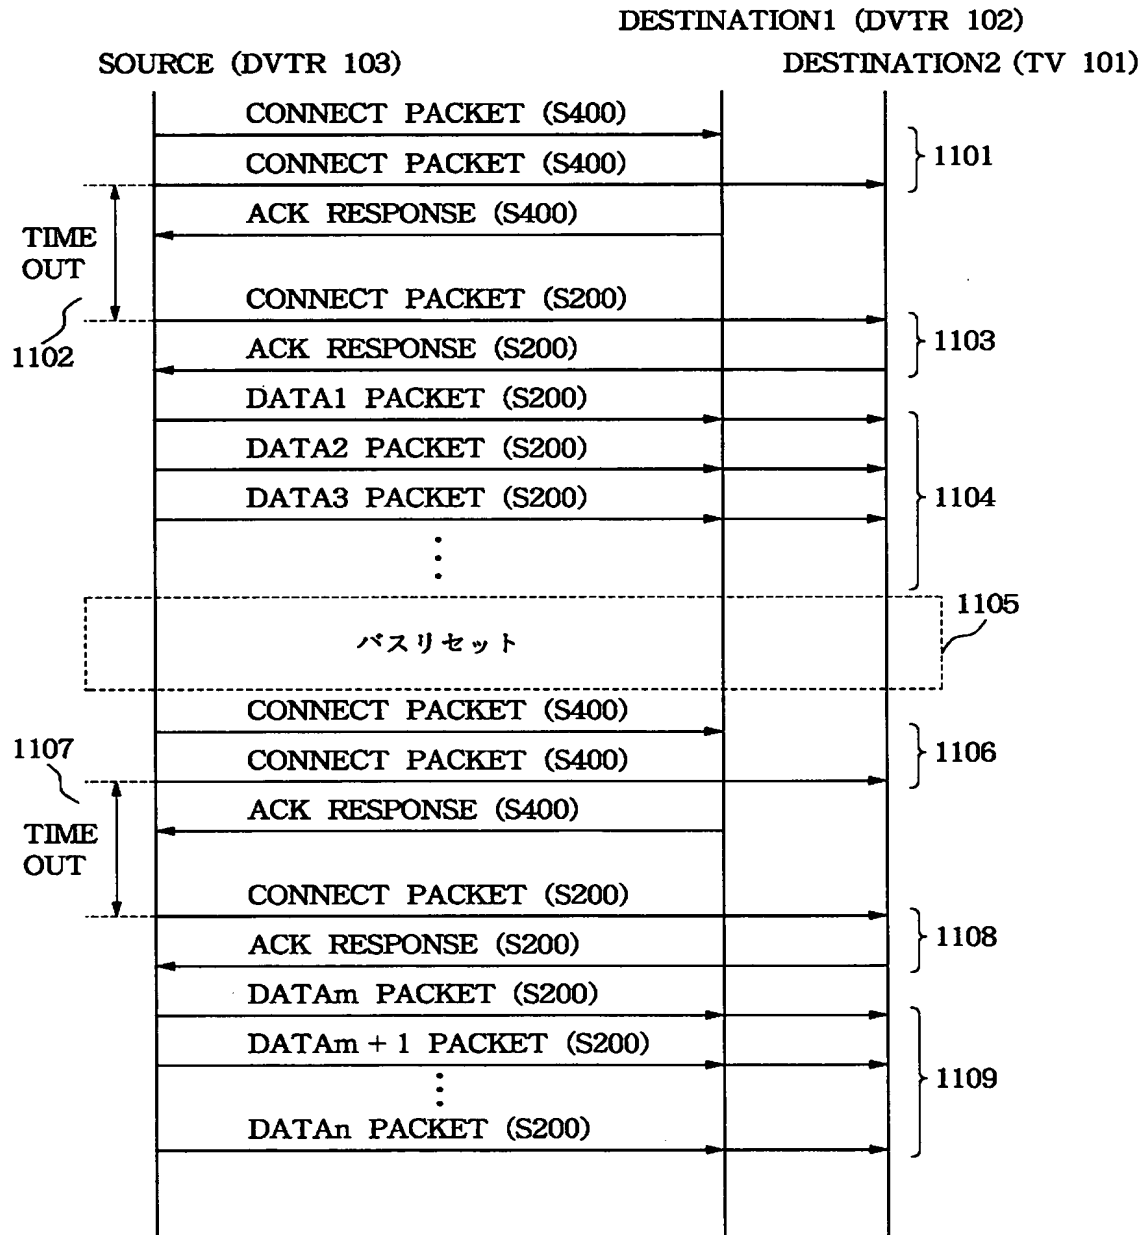 DESTINATION1 (DVTR 102)
SOURCE (DVTR 103)
DESTINATION2 (TV 101)
CONNECT PACKET (S400)
CONNECT PACKET (S400)
1101
ACK RESPONSE (S400)
TIME
OUT
1102
CONNECT PACKET (S200)
ACK RESPONSE (S200)
1103
DATA1 PACKET (S200)
DATA2 PACKET (S200)
DATA3 PACKET (S200)
1104
1105
バスリセット
CONNECT PACKET (S400)
CONNECT PACKET (S400)
1106
1107
ACK RESPONSE (S400)
TIME
OUT
CONNECT PACKET (S200)
ACK RESPONSE (S200)
1108
DATAm PACKET (S200)
DATAm + 1 PACKET (S200)
1109
DATAn PACKET (S200)